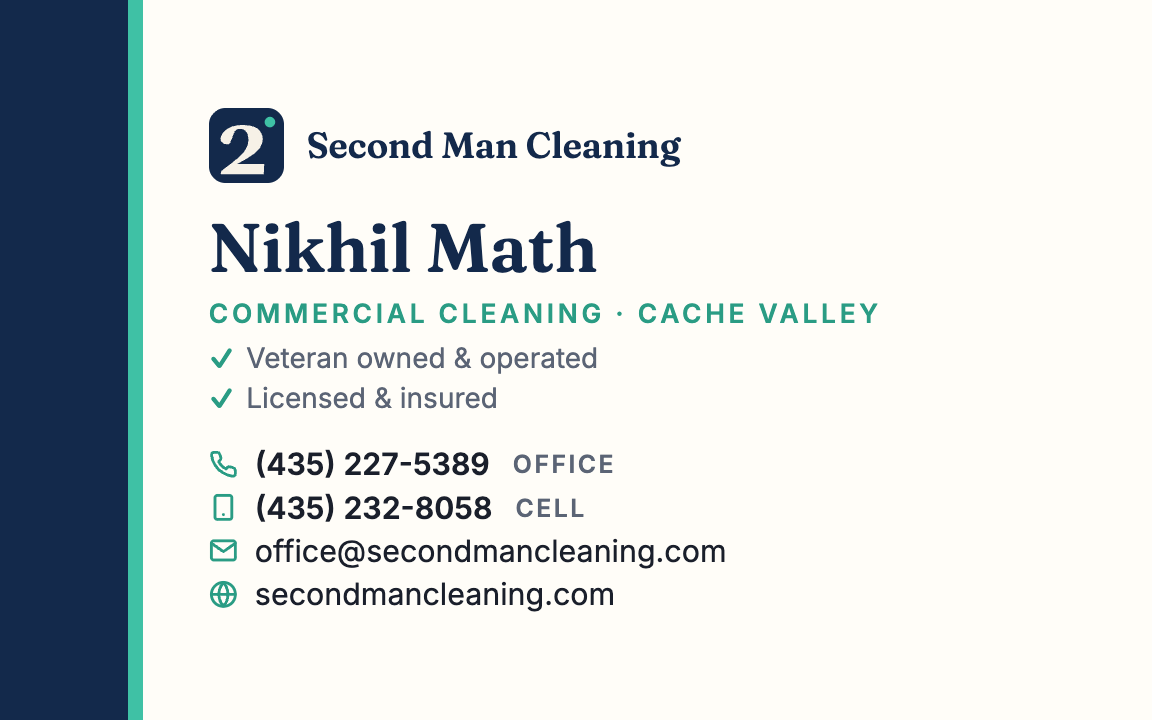 2 Second Man Cleaning
Nikhil Math
COMMERCIAL CLEANING · CACHE VALLEY
Veteran owned & operated
Licensed & insured
(435) 227-5389 OFFICE
(435) 232-8058 CELL
office@secondmancleaning.com
secondmancleaning.com